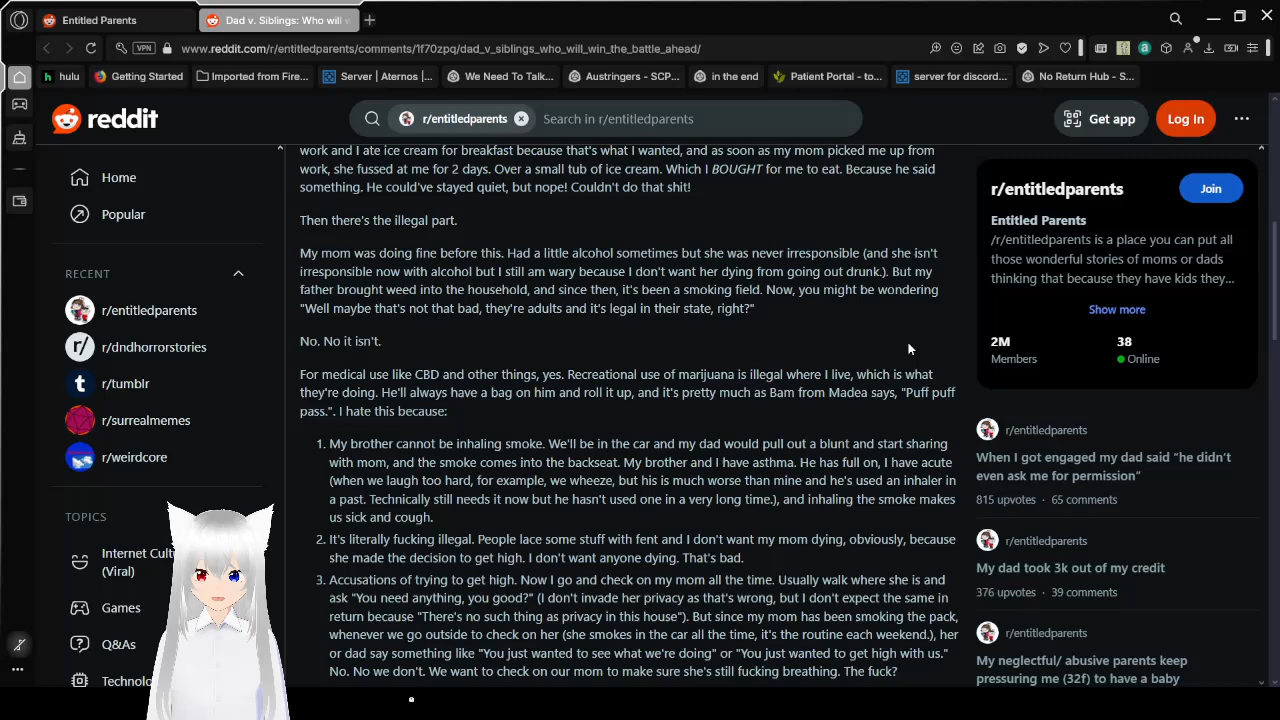 Entitled Parents
Dad v. Siblings: Who will v
VPN
www.reddit.com/r/entitledparents/comments/1f70zpq/dad_v_siblings_who_will_win_the_battle_ahead/
hulu
Getting Started
Imported from Fire...
Server | Aternos |...
We Need To Talk...
Austringers - SCP...
in the end
Patient Portal - to...
server for discord...
No Return Hub - S...
reddit
r/entitledparents
Search in r/entitledparents
Get app
Log In
Home
Popular
RECENT
r/entitledparents
r/dndhorrorstories
r/tumblr
r/surrealmemes
r/weirdcore
TOPICS
Internet Cult
(Viral)
Games
Q&As
Technolo
work and I ate ice cream for breakfast because that's what I wanted, and as soon as my mom picked me up from
work, she fussed at me for 2 days. Over a small tub of ice cream. Which I BOUGHT for me to eat. Because he said
something. He could've stayed quiet, but nope! Couldn't do that shit!
Then there's the illegal part.
My mom was doing fine before this. Had a little alcohol sometimes but she was never irresponsible (and she isn't
irresponsible now with alcohol but I still am wary because I don't want her dying from going out drunk.). But my
father brought weed into the household, and since then, it's been a smoking field. Now, you might be wondering
"Well maybe that's not that bad, they're adults and it's legal in their state, right?"
No. No it isn't.
For medical use like CBD and other things, yes. Recreational use of marijuana is illegal where I live, which is what
they're doing. He'll always have a bag on him and roll it up, and it's pretty much as Bam from Madea says, "Puff puff
pass.". I hate this because:
1. My brother cannot be inhaling smoke. We'll be in the car and my dad would pull out a blunt and start sharing
with mom, and the smoke comes into the backseat. My brother and I have asthma. He has full on, I have acute
(when we laugh too hard, for example, we wheeze, but his is much worse than mine and he's used an inhaler in
a past. Technically still needs it now but he hasn't used one in a very long time.), and inhaling the smoke makes
us sick and cough.
2. It's literally fucking illegal. People lace some stuff with fent and I don't want my mom dying, obviously, because
she made the decision to get high. I don't want anyone dying. That's bad.
3. Accusations of trying to get high. Now I go and check on my mom all the time. Usually walk where she is and
ask "You need anything, you good?" (I don't invade her privacy as that's wrong, but I don't expect the same in
return because "There's no such thing as privacy in this house"). But since my mom has been smoking the pack,
whenever we go outside to check on her (she smokes in the car all the time, it's the routine each weekend.), her
or dad say something like "You just wanted to see what we're doing" or "You just wanted to get high with us."
No. No we don't. We want to check on our mom to make sure she's still fucking breathing. The fuck?
r/entitledparents
Join
Entitled Parents
/r/entitledparents is a place you can put all
those wonderful stories of moms or dads
thinking that because they have kids they...
Show more
2M
Members
38
Online
r/entitledparents
When I got engaged my dad said "he didn't
even ask me for permission"
815 upvotes · 65 comments
r/entitledparents
My dad took 3k out of my credit
376 upvotes · 39 comments
r/entitledparents
My neglectful/ abusive parents keep
pressuring me (32f) to have a baby